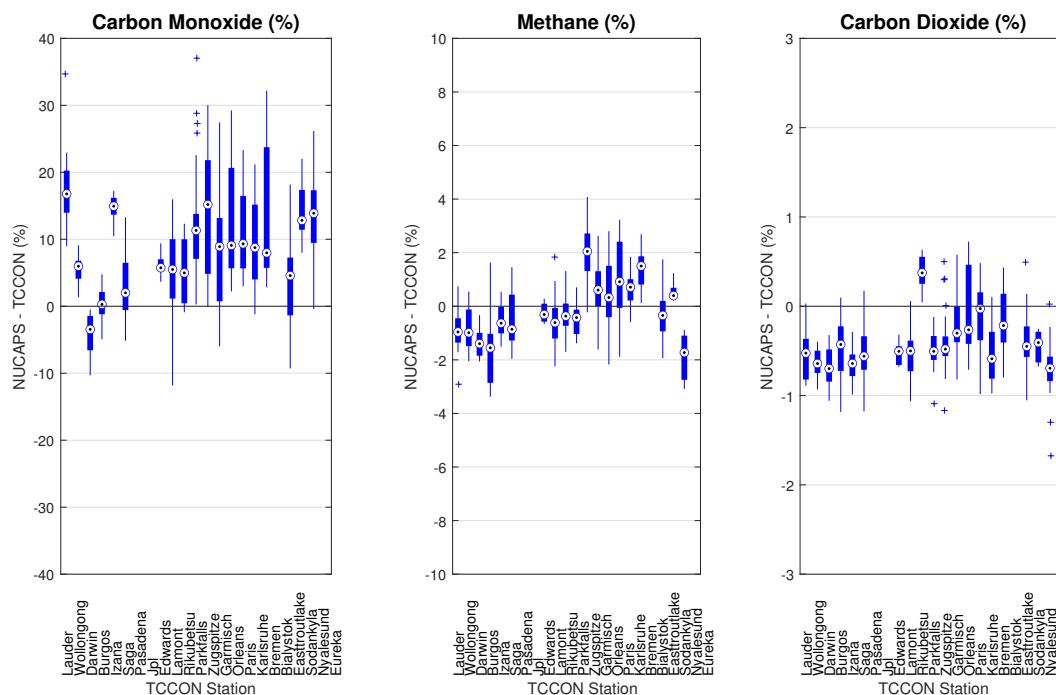 Carbon Monoxide (%)
40
30
20
10
0
-10
-20
-30
-40
NUCAPS - TCCON (%)
Lauder
Wollongong
Darwin
Burgos
Izana
Saga
Pasadena
Jpl
Edwards
Lamont
Rikubetsu
Parkfalls
Zugspitze
Garmisch
Orleans
Paris
Karlsruhe
Bremen
Bialystok
Easttroutlake
Sodankyla
Nyalesund
Eureka
TCCON Station
Methane (%)
10
8
6
4
2
0
-2
-4
-6
-8
-10
NUCAPS - TCCON (%)
Lauder
Wollongong
Darwin
Burgos
Izana
Saga
Pasadena
Jpl
Edwards
Lamont
Rikubetsu
Parkfalls
Zugspitze
Garmisch
Orleans
Paris
Karlsruhe
Bremen
Bialystok
Easttroutlake
Sodankyla
Nyalesund
Eureka
TCCON Station
Carbon Dioxide (%)
3
2
1
0
-1
-2
-3
NUCAPS - TCCON (%)
Lauder
Wollongong
Darwin
Burgos
Izana
Saga
Pasadena
Jpl
Edwards
Lamont
Rikubetsu
Parkfalls
Zugspitze
Garmisch
Orleans
Paris
Karlsruhe
Bremen
Bialystok
Easttroutlake
Sodankyla
Nyalesund
TCCON Station